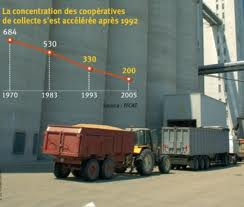 La concentration des coopératives
de collecte s'est accélérée après 1992
684
530
330
200
1970 1983 1993 2005
Source : FFCAT